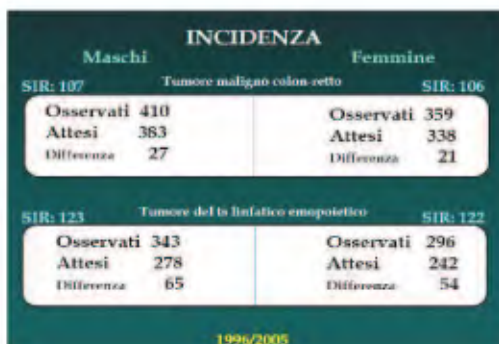 INCIDENZA
Maschi Femmine
SIR: 107 Tumore maligno colon-retto SIR: 106
Osservati 410 Osservati 359
Attesi 383 Attesi 338
Differenza 27 Differenza 21
SIR: 123 Tumore del ts linfatico emopoietico SIR: 122
Osservati 343 Osservati 296
Attesi 278 Attesi 242
Differenza 65 Differenza 54
1996/2005